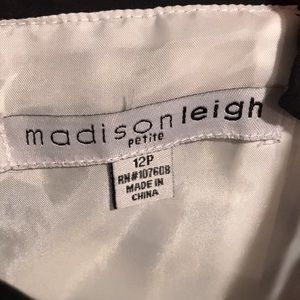 madisonleigh
petite
12P
RN#107608
MADE IN
CHINA